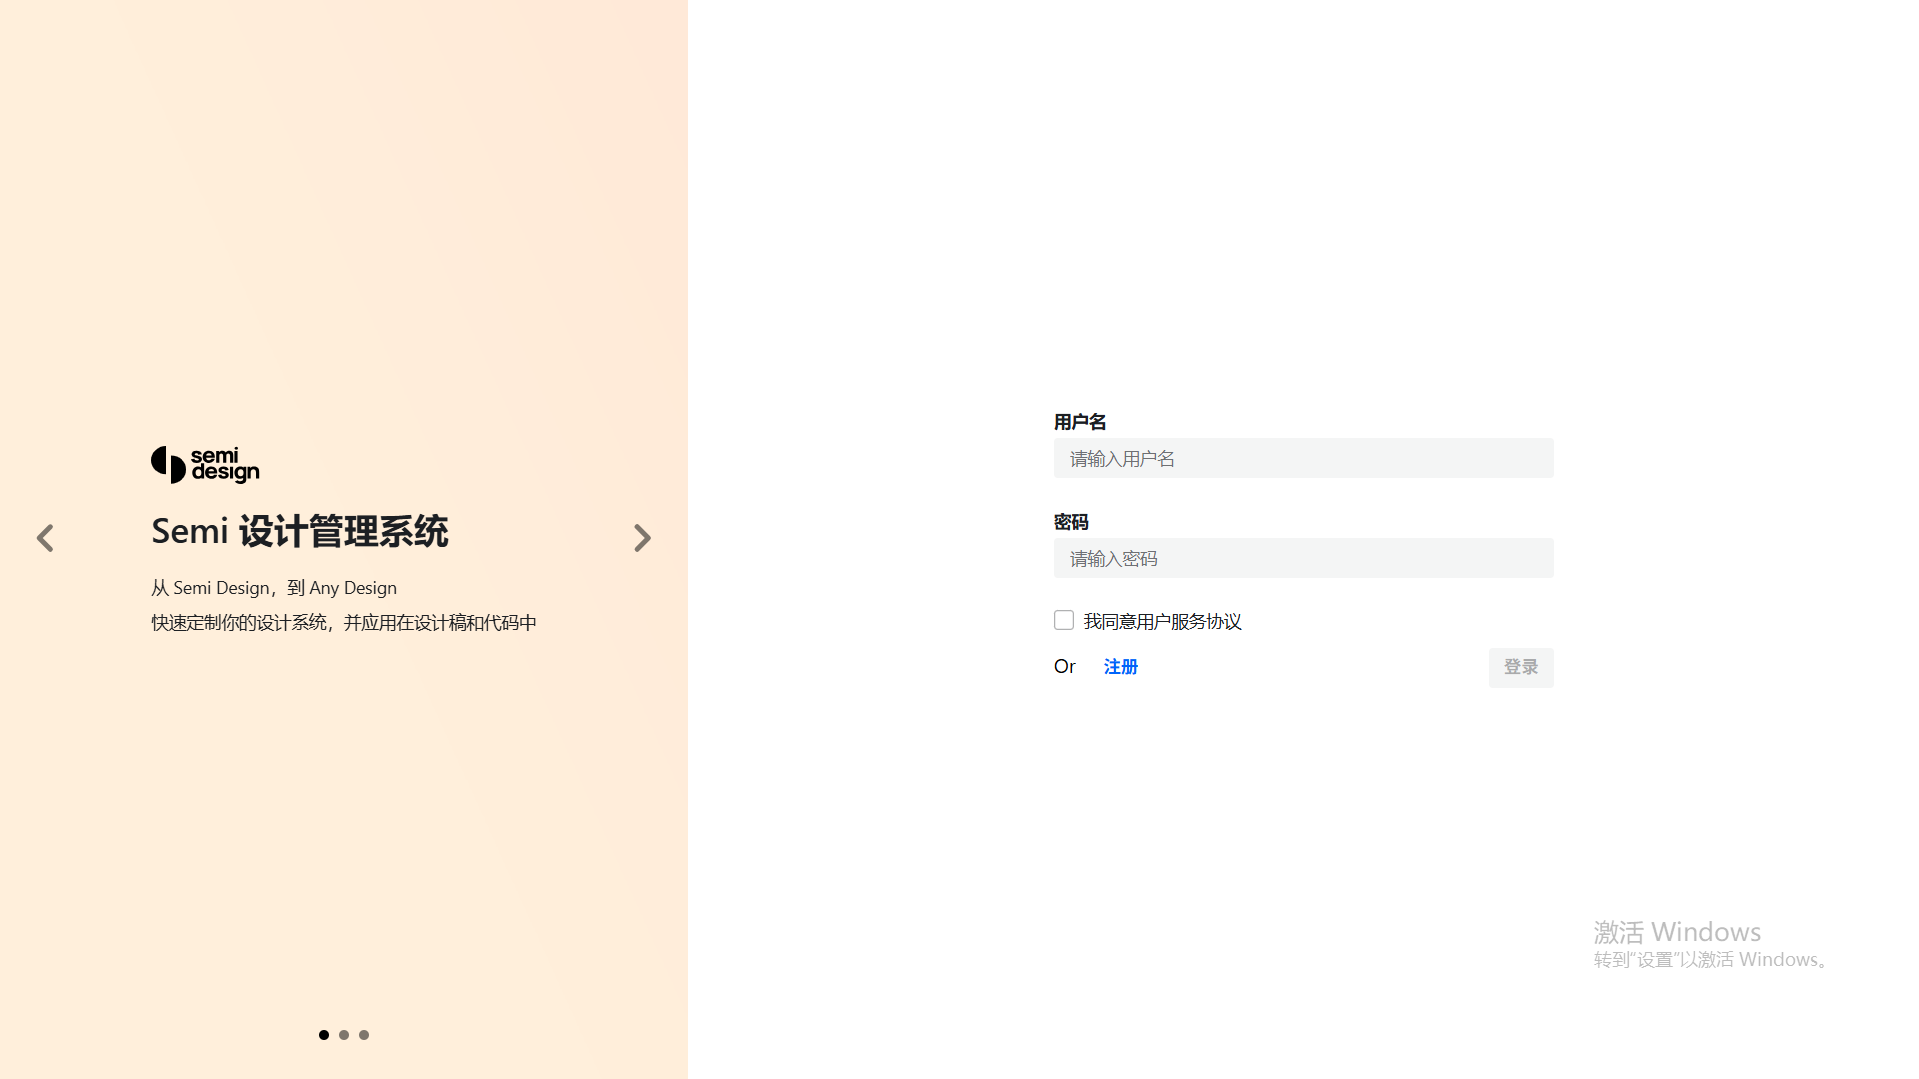 semi
design
Semi 设计管理系统
从 Semi Design，到 Any Design
快速定制你的设计系统，并应用在设计稿和代码中
用户名
请输入用户名
密码
请输入密码
我同意用户服务协议
Or 注册
登录
激活 Windows
转到“设置”以激活 Windows。